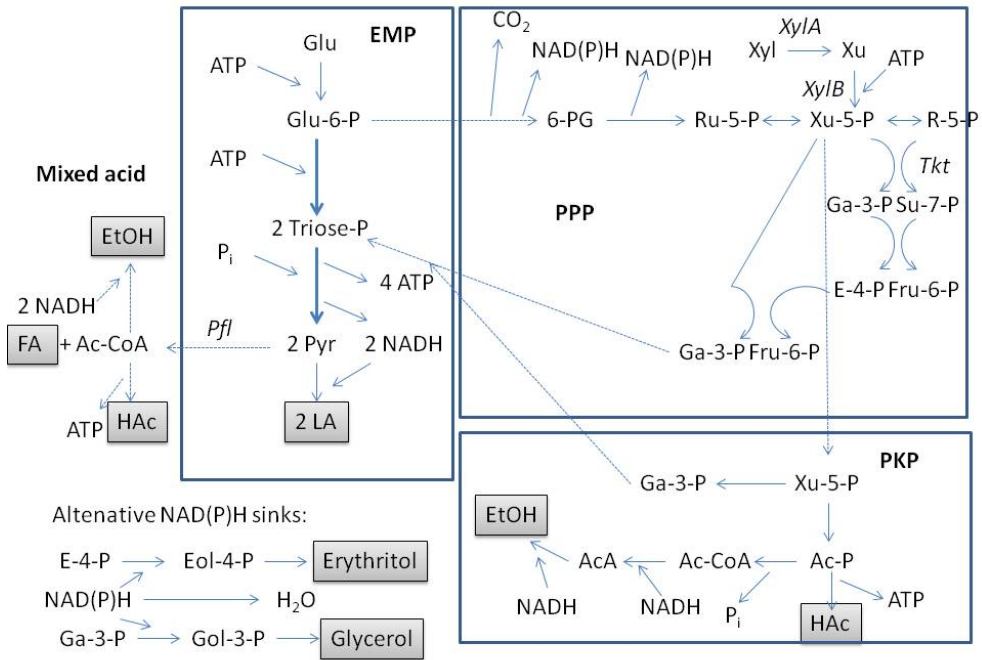 EMP
Glu
ATP
Glu-6-P
ATP
2 Triose-P
Pi
4 ATP
2 Pyr
2 NADH
2 LA
Mixed acid
EtOH
2 NADH
FA + Ac-CoA
Pfl
ATP
HAc
CO2
NAD(P)H
NAD(P)H
XylA
Xyl
Xu
ATP
XylB
6-PG
Ru-5-P
Xu-5-P
R-5-P
Tkt
PPP
Ga-3-P Su-7-P
E-4-P Fru-6-P
Ga-3-P Fru-6-P
PKP
Ga-3-P
Xu-5-P
EtOH
AcA
Ac-CoA
Ac-P
NADH
NADH
Pi
ATP
HAc
Altenative NAD(P)H sinks:
E-4-P
Eol-4-P
Erythritol
NAD(P)H
H2O
Ga-3-P
Gol-3-P
Glycerol